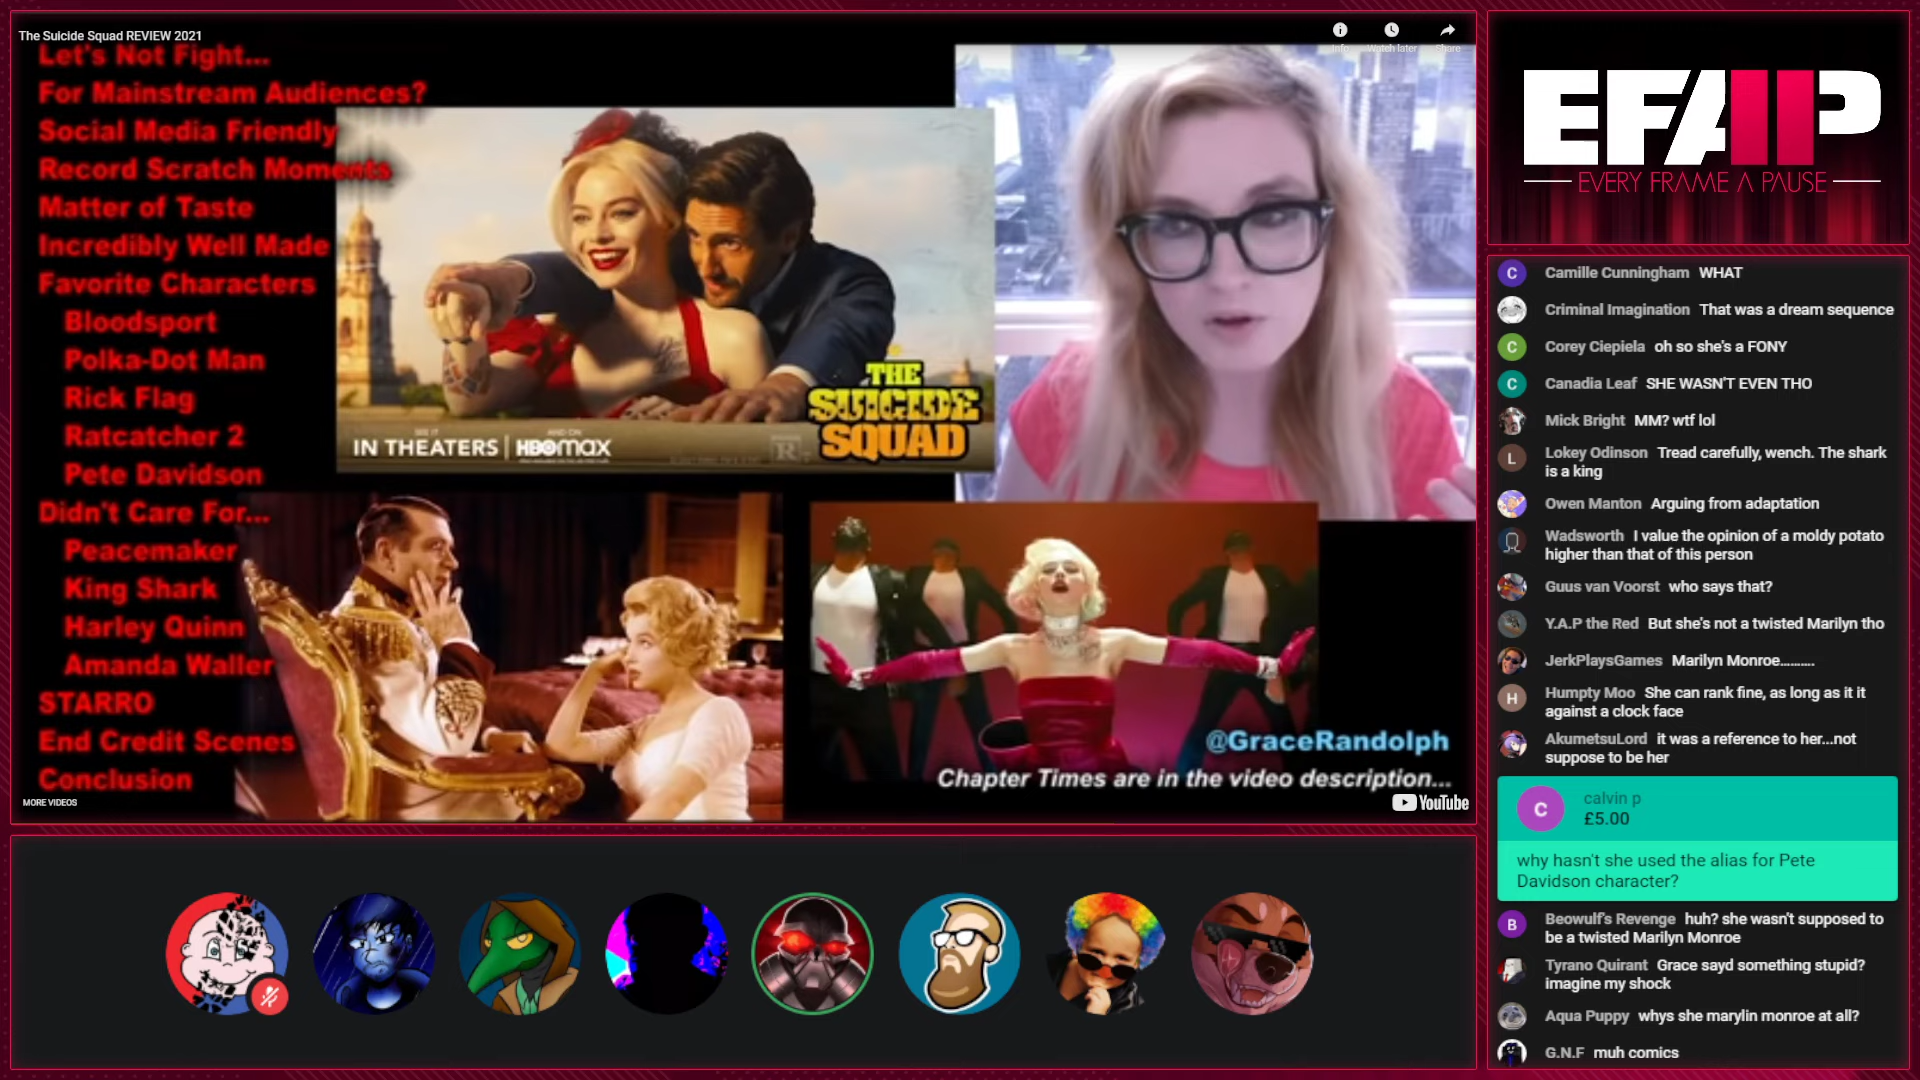 The Suicide Squad REVIEW 2021
Info
Watch later
Share
Let's Not Fight...
For Mainstream Audiences?
Social Media Friendly
Record Scratch Moments
Matter of Taste
Incredibly Well Made
Favorite Characters
Bloodsport
Polka-Dot Man
Rick Flag
Ratcatcher 2
Pete Davidson
Didn't Care For...
Peacemaker
King Shark
Harley Quinn
Amanda Waller
STARRO
End Credit Scenes
Conclusion
MORE VIDEOS
THE
SUICIDE
SQUAD
SEE IT
IN THEATERS
AND ON
HBOMAX
R
@GraceRandolph
Chapter Times are in the video description...
YouTube
EFAP
EVERY FRAME A PAUSE
C Camille Cunningham WHAT
Criminal Imagination That was a dream sequence
C Corey Ciepiela oh so she's a FONY
C Canadia Leaf SHE WASN'T EVEN THO
Mick Bright MM? wtf lol
L Lokey Odinson Tread carefully, wench. The shark
is a king
Owen Manton Arguing from adaptation
Wadsworth I value the opinion of a moldy potato
higher than that of this person
Guus van Voorst who says that?
Y.A.P the Red But she's not a twisted Marilyn tho
JerkPlaysGames Marilyn Monroe..........
H Humpty Moo She can rank fine, as long as it it
against a clock face
AkumetsuLord it was a reference to her...not
suppose to be her
C calvin p
£5.00
why hasn't she used the alias for Pete
Davidson character?
B Beowulf's Revenge huh? she wasn't supposed to
be a twisted Marilyn Monroe
Tyrano Quirant Grace sayd something stupid?
imagine my shock
Aqua Puppy whys she marylin monroe at all?
G.N.F muh comics